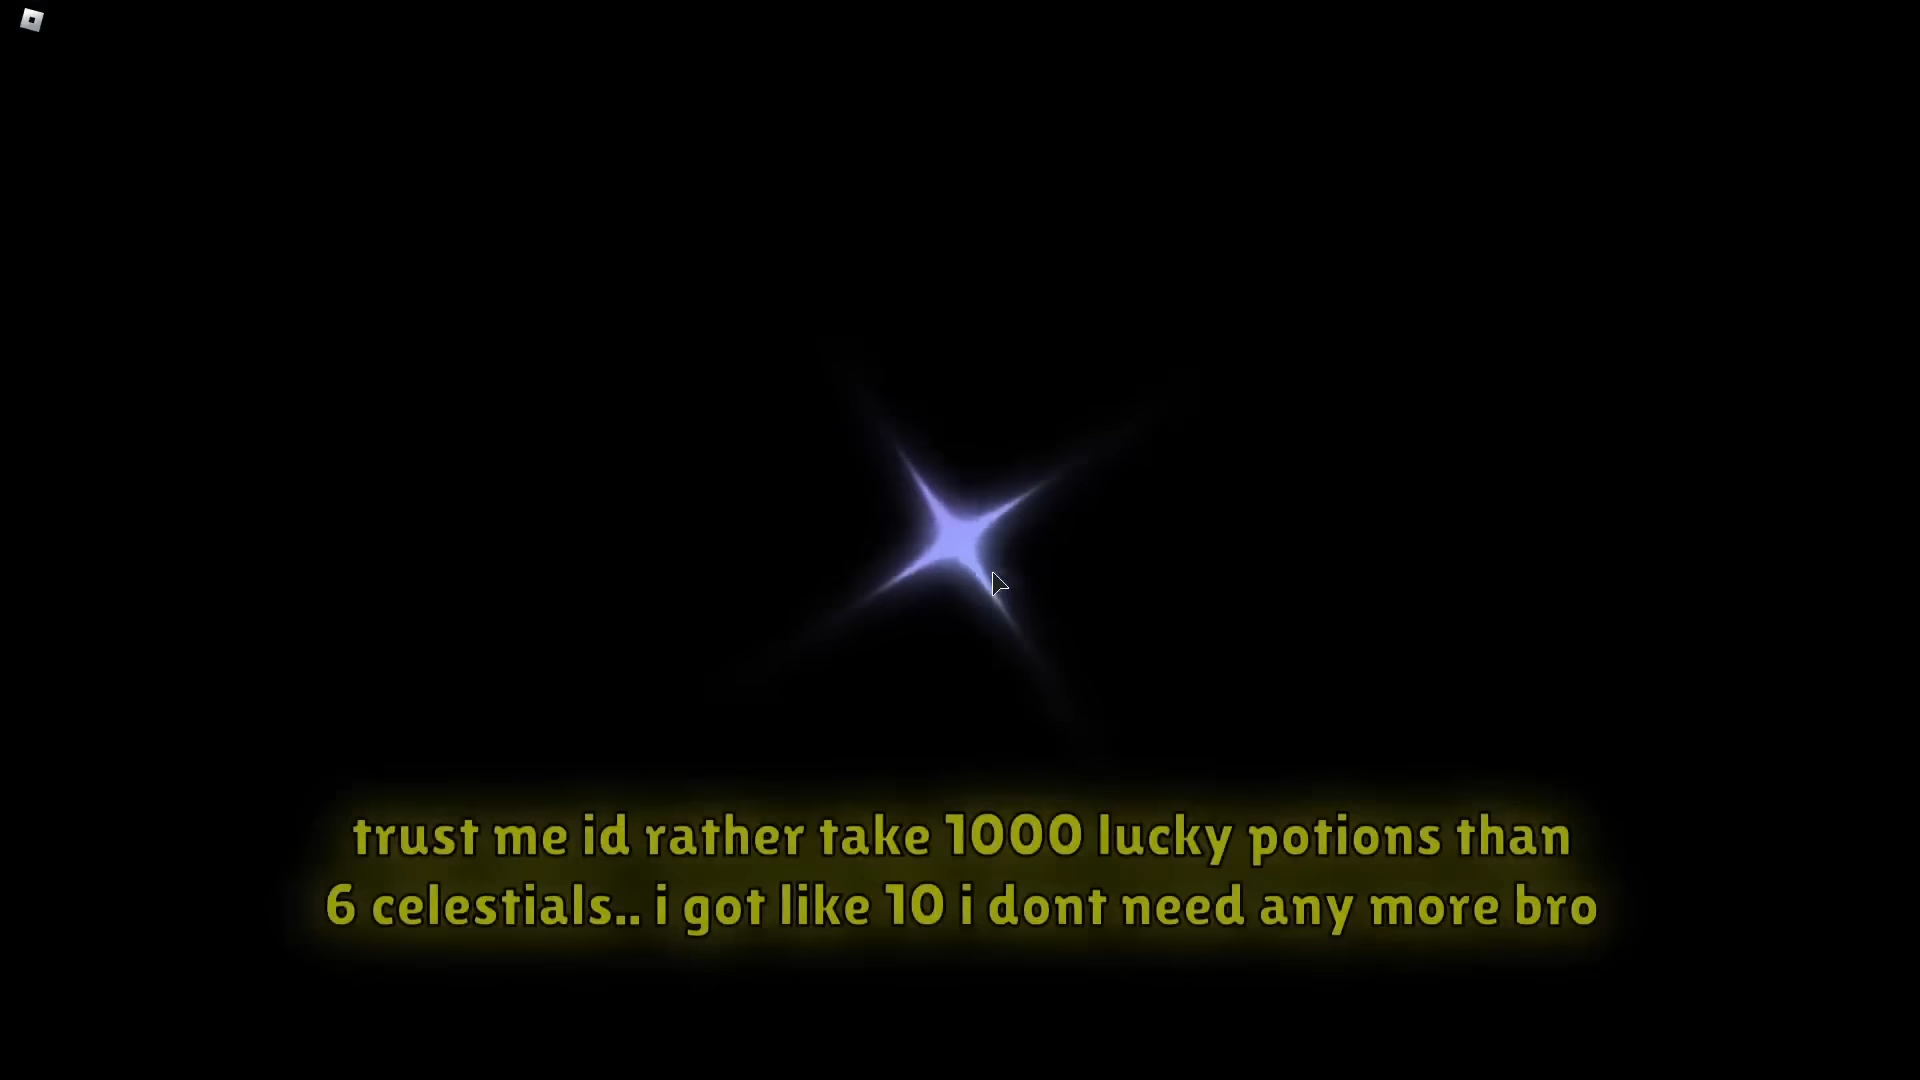 trust me id rather take 1000 lucky potions than
6 celestials.. i got like 10 i dont need any more bro